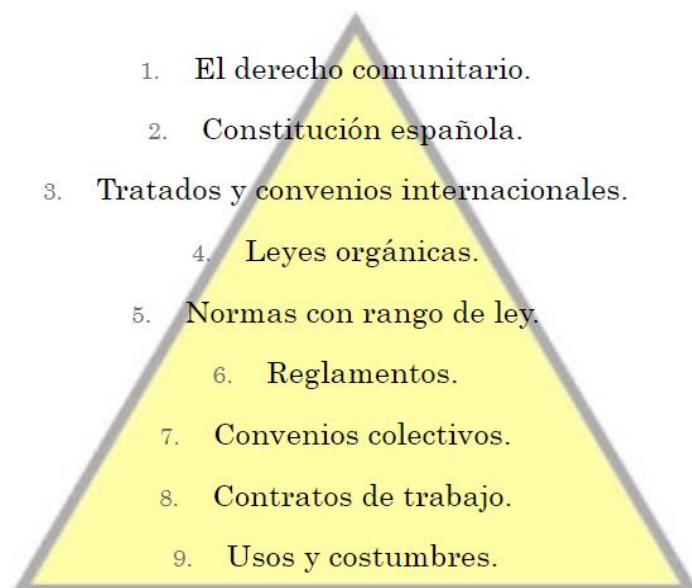 1. El derecho comunitario.
2. Constitución española.
3. Tratados y convenios internacionales.
4. Leyes orgánicas.
5. Normas con rango de ley.
6. Reglamentos.
7. Convenios colectivos.
8. Contratos de trabajo.
9. Usos y costumbres.